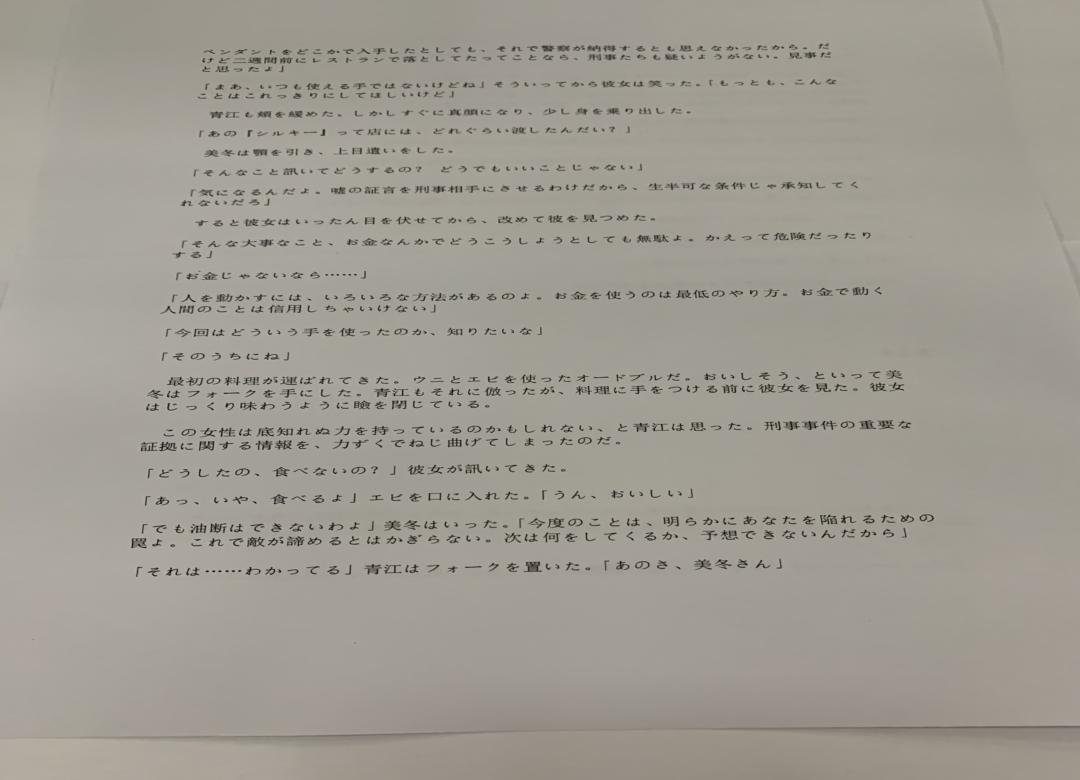 ペンダントをどこかで入手したとしても、それで警察が納得するとも思えなかったから。だ
けど二週間前にレストランで落としてたってことなら、刑事たちも疑いようがない。見事だ
と思ったよ」
「まあ、いつも使える手ではないけどね」そういってから彼女は笑った。「もっとも、こんな
ことはこれっきりにしてほしいけど」
青江も頬を緩めた。しかしすぐに真顔になり、少し身を乗り出した。
「あの『シルキー』って店には、どれぐらい渡したんだい？」
美冬は顎を引き、上目遣いをした。
「そんなこと訊いてどうするの？　どうでもいいことじゃない」
「気になるんだよ。嘘の証言を刑事相手にさせるわけだから、生半可な条件じゃ承知してく
れないだろ」
すると彼女はいったん目を伏せてから、改めて彼を見つめた。
「そんな大事なこと、お金なんかでどうこうしようとしても無駄よ。かえって危険だったり
する」
「お金じゃないなら……」
「人を動かすには、いろいろな方法があるのよ。お金を使うのは最低のやり方。お金で動く
人間のことは信用しちゃいけない」
「今回はどういう手を使ったのか、知りたいな」
「そのうちにね」
最初の料理が運ばれてきた。ウニとエビを使ったオードブルだ。おいしそう、といって美
冬はフォークを手にした。青江もそれに倣ったが、料理に手をつける前に彼女を見た。彼女
はじっくり味わうように瞼を閉じている。
この女性は底知れぬ力を持っているのかもしれない、と青江は思った。刑事事件の重要な
証拠に関する情報を、力ずくでねじ曲げてしまったのだ。
「どうしたの、食べないの？」彼女が訊いてきた。
「あっ、いや、食べるよ」エビを口に入れた。「うん、おいしい」
「でも油断はできないわよ」美冬はいった。「今度のことは、明らかにあなたを陥れるための
罠よ。これで敵が諦めるとはかぎらない。次は何をしてくるか、予想できないんだから」
「それは……わかってる」青江はフォークを置いた。「あのさ、美冬さん」